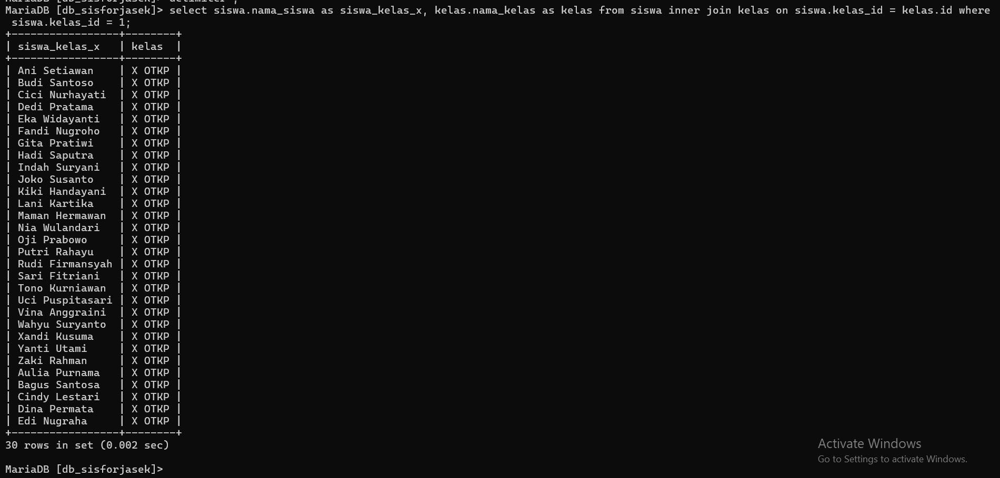 MariaDB [db_sisforjasek]> delimiter ;
MariaDB [db_sisforjasek]> select siswa.nama_siswa as siswa_kelas_x, kelas.nama_kelas as kelas from siswa inner join kelas on siswa.kelas_id = kelas.id where
 siswa.kelas_id = 1;
+-----------------+--------+
| siswa_kelas_x   | kelas  |
+-----------------+--------+
| Ani Setiawan    | X OTKP |
| Budi Santoso    | X OTKP |
| Cici Nurhayati  | X OTKP |
| Dedi Pratama    | X OTKP |
| Eka Widayanti   | X OTKP |
| Fandi Nugroho   | X OTKP |
| Gita Pratiwi    | X OTKP |
| Hadi Saputra    | X OTKP |
| Indah Suryani   | X OTKP |
| Joko Susanto    | X OTKP |
| Kiki Handayani  | X OTKP |
| Lani Kartika    | X OTKP |
| Maman Hermawan  | X OTKP |
| Nia Wulandari   | X OTKP |
| Oji Prabowo     | X OTKP |
| Putri Rahayu    | X OTKP |
| Rudi Firmansyah | X OTKP |
| Sari Fitriani   | X OTKP |
| Tono Kurniawan  | X OTKP |
| Uci Puspitasari | X OTKP |
| Vina Anggraini  | X OTKP |
| Wahyu Suryanto  | X OTKP |
| Xandi Kusuma    | X OTKP |
| Yanti Utami     | X OTKP |
| Zaki Rahman     | X OTKP |
| Aulia Purnama   | X OTKP |
| Bagus Santosa   | X OTKP |
| Cindy Lestari   | X OTKP |
| Dina Permata    | X OTKP |
| Edi Nugraha     | X OTKP |
+-----------------+--------+
30 rows in set (0.002 sec)
MariaDB [db_sisforjasek]>
Activate Windows
Go to Settings to activate Windows.